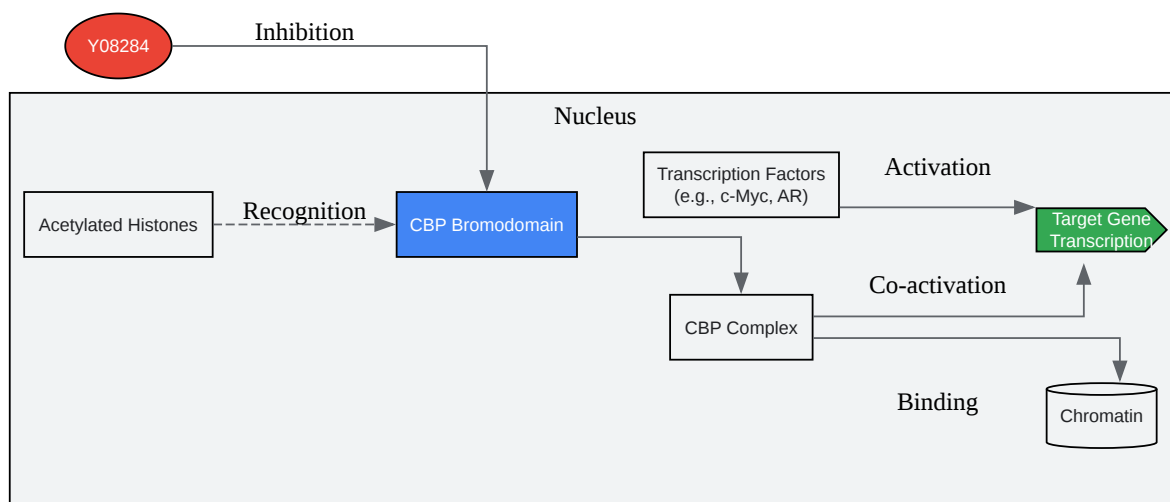 Y08284
Inhibition
Nucleus
Transcription Factors
(e.g., c-Myc, AR)
Activation
Acetylated Histones
Recognition
CBP Bromodomain
Target Gene
Transcription
CBP Complex
Co-activation
Binding
Chromatin